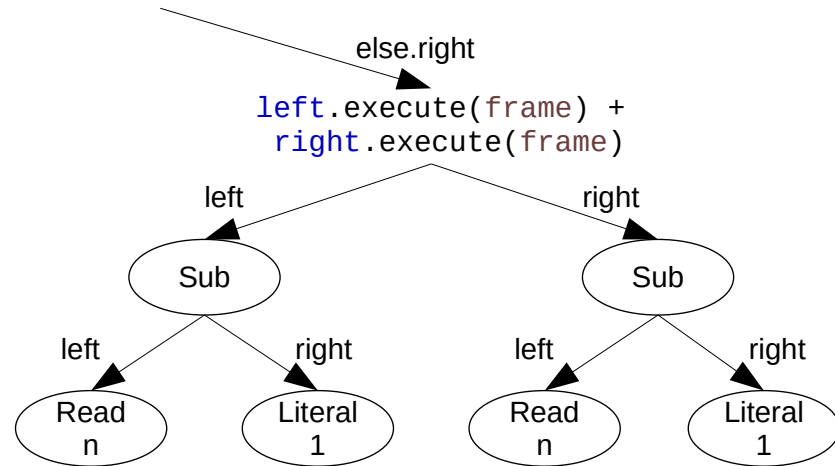 else.right
left.execute(frame) +
right.execute(frame)
left
right
Sub
Sub
left
right
left
right
Read
n
Literal
1
Read
n
Literal
1